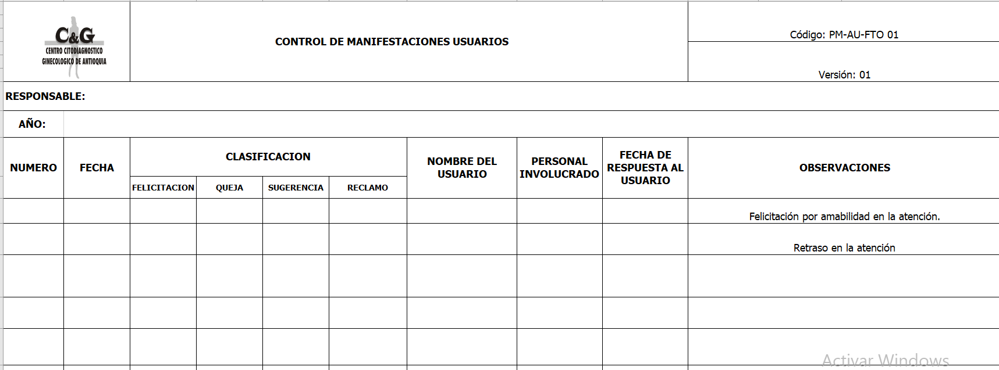 C&G
CENTRO CITODIAGNOSTICO
GINECOLOGICO DE ANTIOQUIA
CONTROL DE MANIFESTACIONES USUARIOS
Código: PM-AU-FTO 01
Versión: 01
RESPONSABLE:
AÑO:
NUMERO
FECHA
CLASIFICACION
FELICITACION
QUEJA
SUGERENCIA
RECLAMO
NOMBRE DEL
USUARIO
PERSONAL
INVOLUCRADO
FECHA DE
RESPUESTA AL
USUARIO
OBSERVACIONES
Felicitación por amabilidad en la atención.
Retraso en la atención
Activar Windows